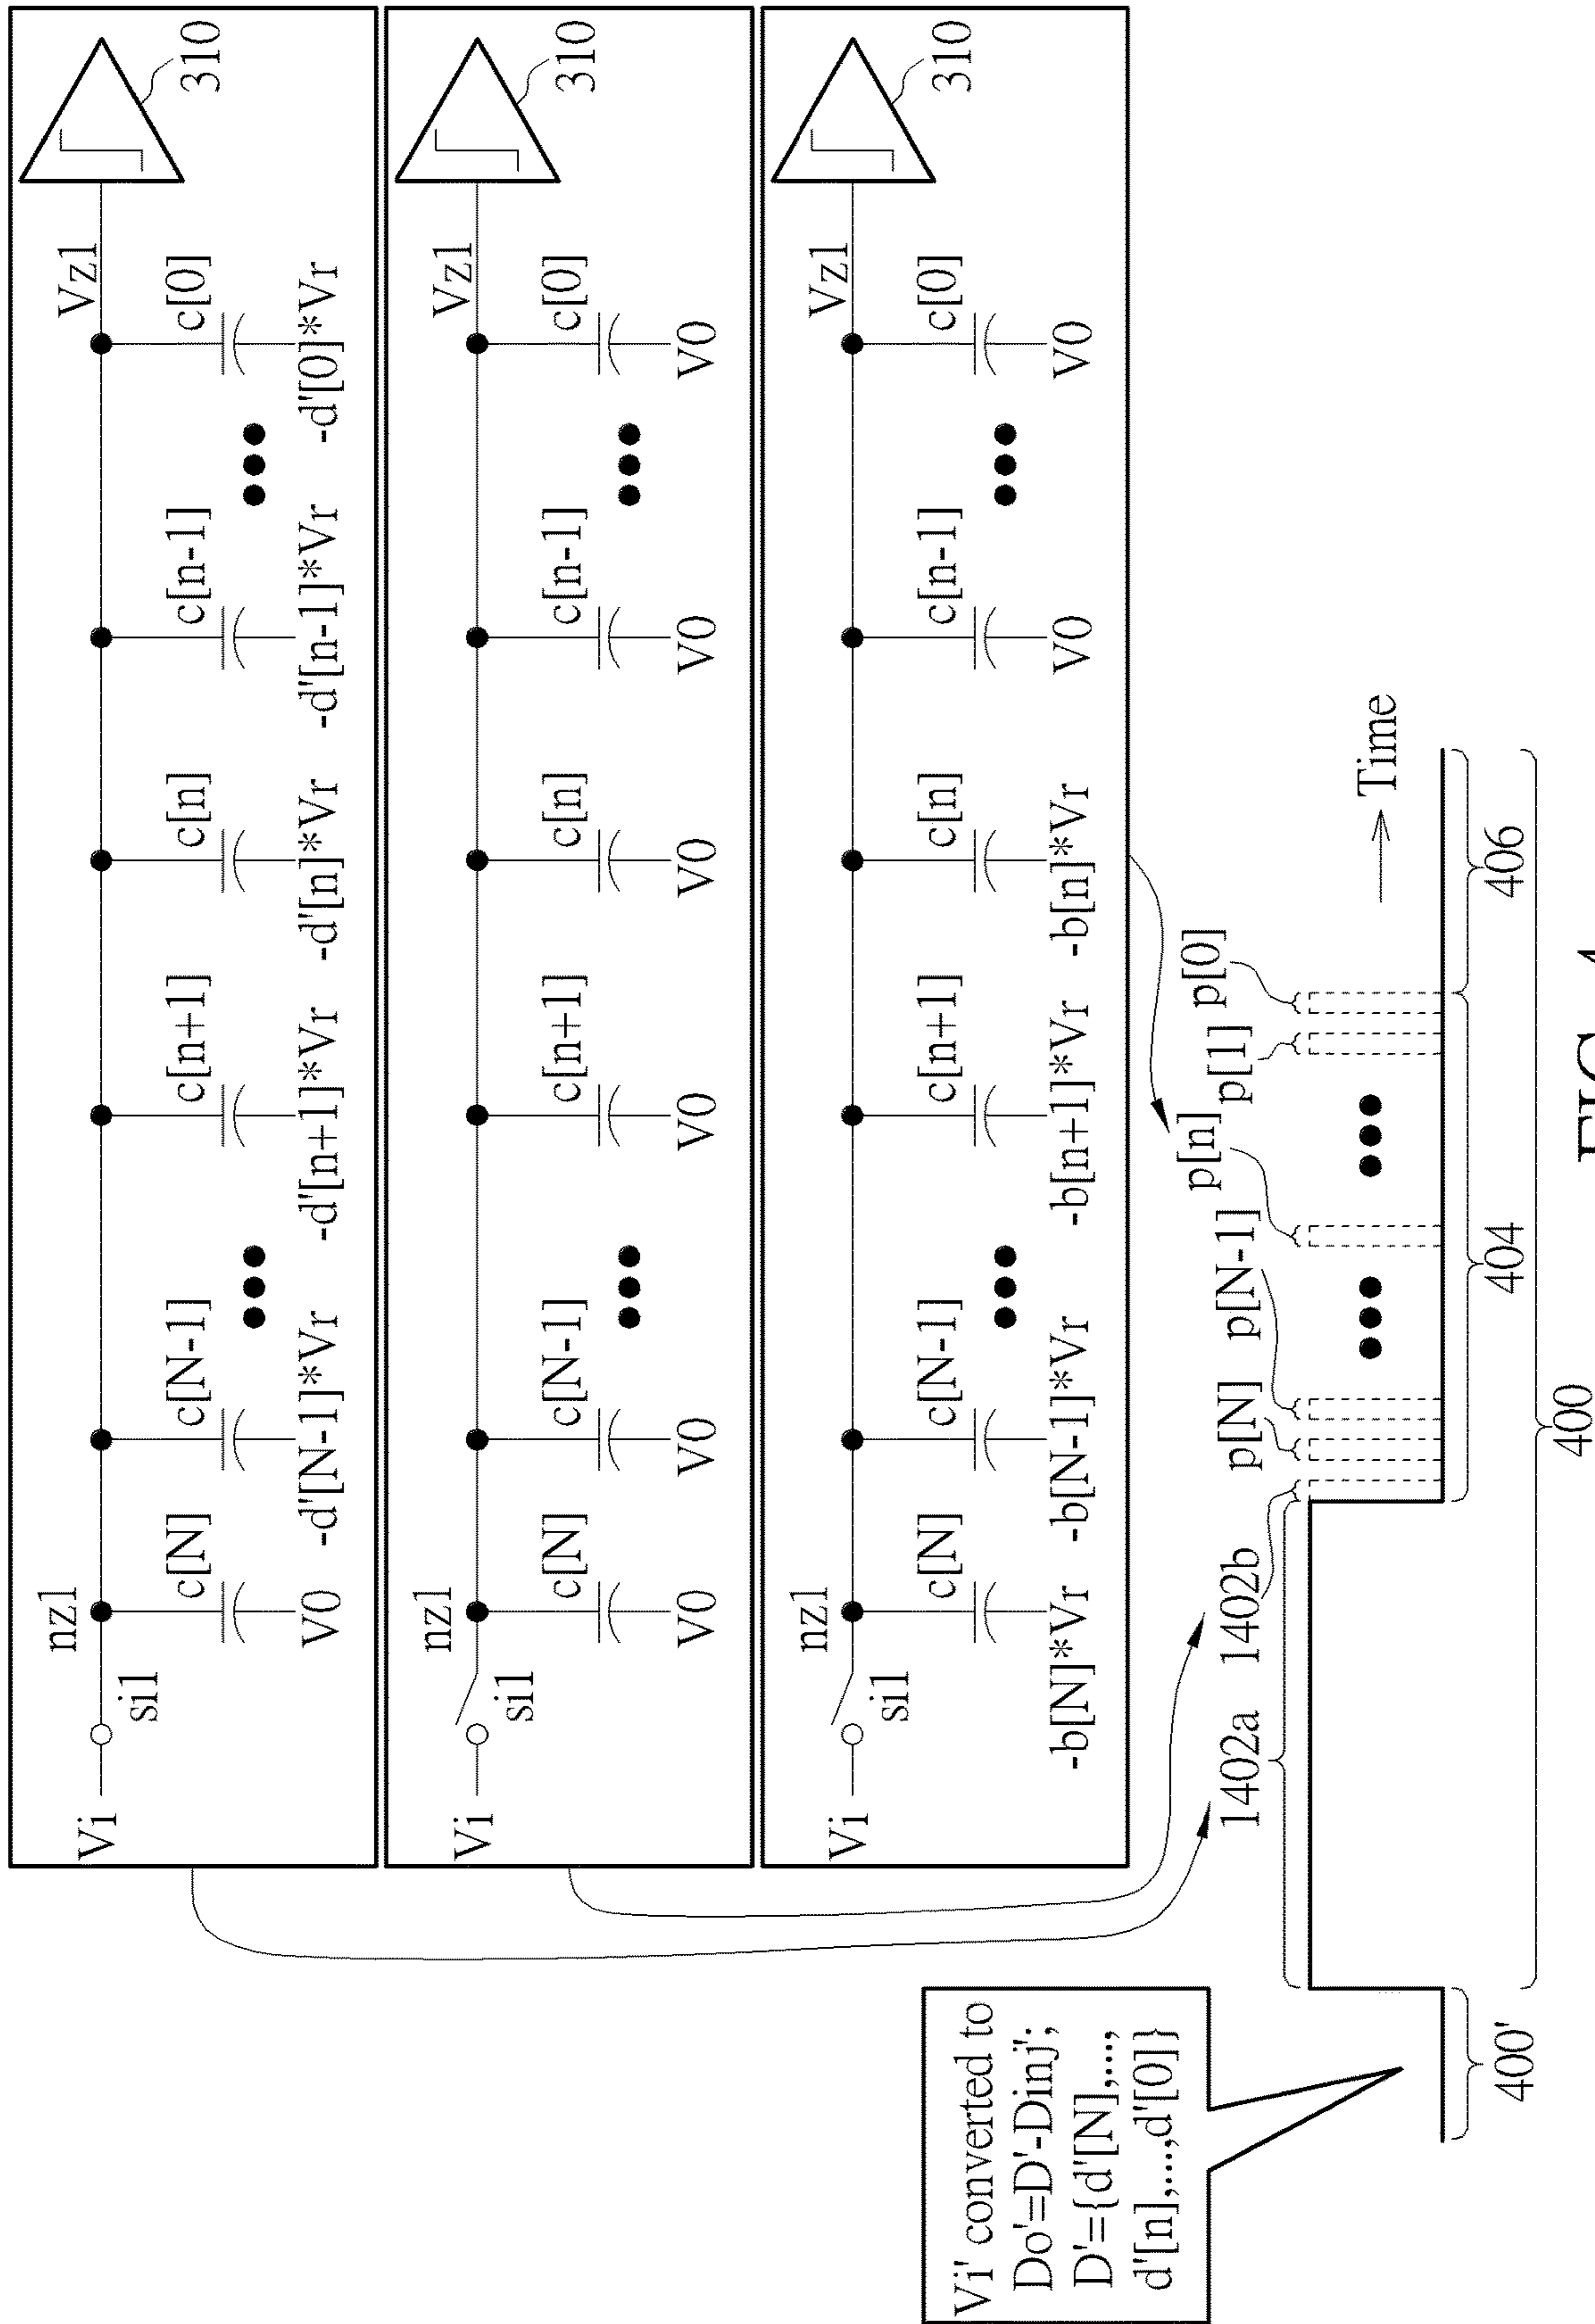 Vi
si1
nz1
c[N]
V0
c[N-1]
-d'[N-1]*Vr
c[n+1]
-d'[n+1]*Vr
c[n]
-d'[n]*Vr
c[n-1]
-d'[n-1]*Vr
c[0]
-d'[0]*Vr
Vz1
310
Vi
si1
nz1
c[N]
V0
c[N-1]
V0
c[n+1]
V0
c[n]
V0
c[n-1]
V0
c[0]
V0
Vz1
310
Vi
si1
nz1
c[N]
-b[N]*Vr
c[N-1]
-b[N-1]*Vr
c[n+1]
-b[n+1]*Vr
c[n]
-b[n]*Vr
c[n-1]
V0
c[0]
V0
Vz1
310
Vi' converted to
Do'=D'-Dinj';
D'={d'[N],...,
d'[n],...,d'[0]}
1402a
1402b
p[N]
p[N-1]
p[n]
p[1]
p[0]
Time
400'
404
406
400